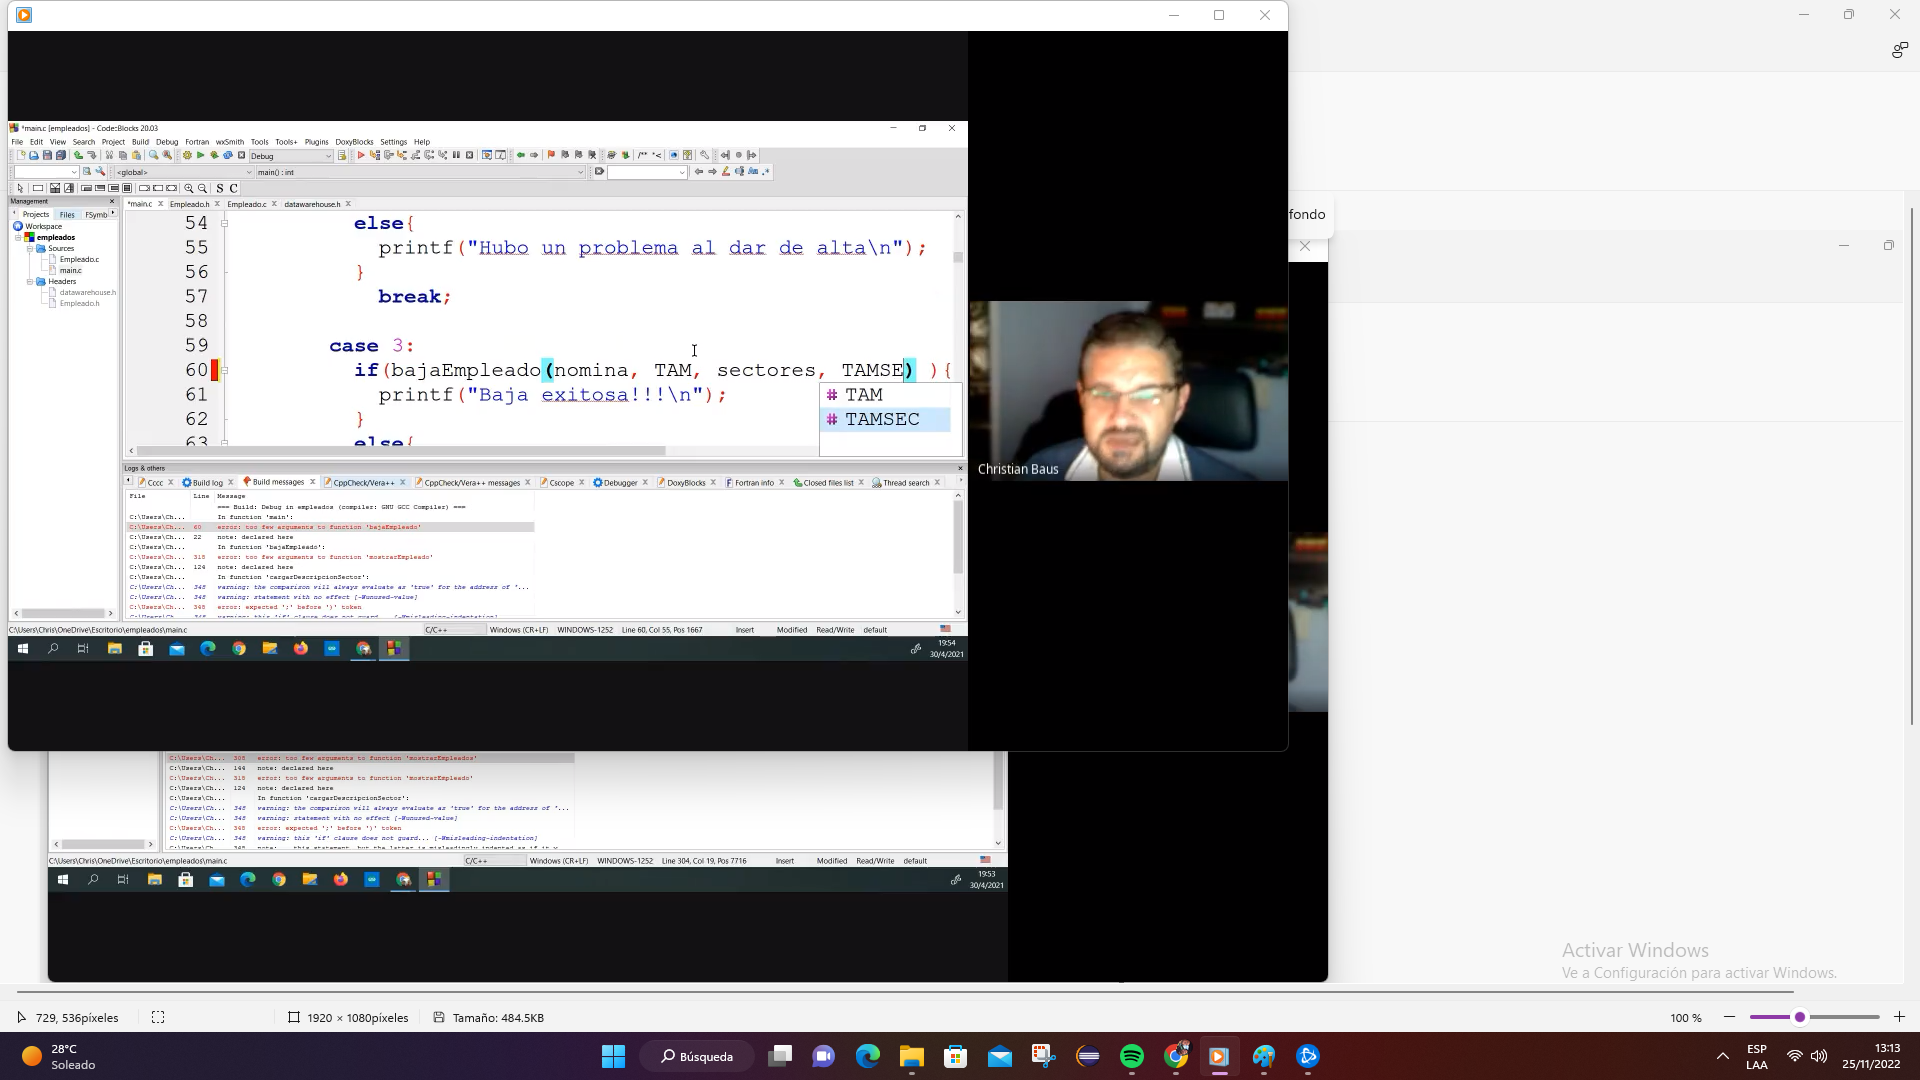 *main.c [empleados] - Code::Blocks 20.03
File Edit View Search Project Build Debug Fortran wxSmith Tools Tools+ Plugins DoxyBlocks Settings Help
Debug
<global>
main() : int
S C
Management
Projects Files FSymb
Workspace
empleados
Sources
Empleado.c
main.c
Headers
datawarehouse.h
Empleado.h
*main.c Empleado.h Empleado.c datawarehouse.h
54 else{
55 printf("Hubo un problema al dar de alta\n");
56 }
57 break;
58
59 case 3:
60 if(bajaEmpleado(nomina, TAM, sectores, TAMSE) ){
61 printf("Baja exitosa!!!\n");
62 }
63 else{
# TAM
# TAMSEC
Logs & others
Cccc Build log Build messages CppCheck/Vera++ CppCheck/Vera++ messages Cscope Debugger DoxyBlocks Fortran info Closed files list Thread search
File Line Message
=== Build: Debug in empleados (compiler: GNU GCC Compiler) ===
C:\Users\Ch... In function 'main':
C:\Users\Ch... 60 error: too few arguments to function 'bajaEmpleado'
C:\Users\Ch... 22 note: declared here
C:\Users\Ch... In function 'bajaEmpleado':
C:\Users\Ch... 318 error: too few arguments to function 'mostrarEmpleado'
C:\Users\Ch... 124 note: declared here
C:\Users\Ch... In function 'cargarDescripcionSector':
C:\Users\Ch... 348 warning: the comparison will always evaluate as 'true' for the address of '...
C:\Users\Ch... 348 warning: statement with no effect [-Wunused-value]
C:\Users\Ch... 348 error: expected ';' before ')' token
C:\Users\Ch... 348 warning: this 'if' clause does not guard... [-Wmisleading-indentation]
C:\Users\Chris\OneDrive\Escritorio\empleados\main.c C/C++ Windows (CR+LF) WINDOWS-1252 Line 60, Col 55, Pos 1667 Insert Modified Read/Write default
19:54
30/4/2021
Christian Baus
fondo
C:\Users\Ch... error: too few arguments to function 'mostrarEmpleados'
C:\Users\Ch... 144 note: declared here
C:\Users\Ch... 318 error: too few arguments to function 'mostrarEmpleado'
C:\Users\Ch... 124 note: declared here
C:\Users\Ch... In function 'cargarDescripcionSector':
C:\Users\Ch... 348 warning: the comparison will always evaluate as 'true' for the address of '...
C:\Users\Ch... 348 warning: statement with no effect [-Wunused-value]
C:\Users\Ch... 348 error: expected ';' before ')' token
C:\Users\Ch... 348 warning: this 'if' clause does not guard... [-Wmisleading-indentation]
C:\Users\Chris\OneDrive\Escritorio\empleados\main.c C/C++ Windows (CR+LF) WINDOWS-1252 Line 304, Col 19, Pos 7716 Insert Modified Read/Write default
19:53
30/4/2021
Activar Windows
Ve a Configuración para activar Windows.
729, 536píxeles 1920 × 1080píxeles Tamaño: 484.5KB 100 %
28°C
Soleado
Búsqueda
ESP
LAA
13:13
25/11/2022